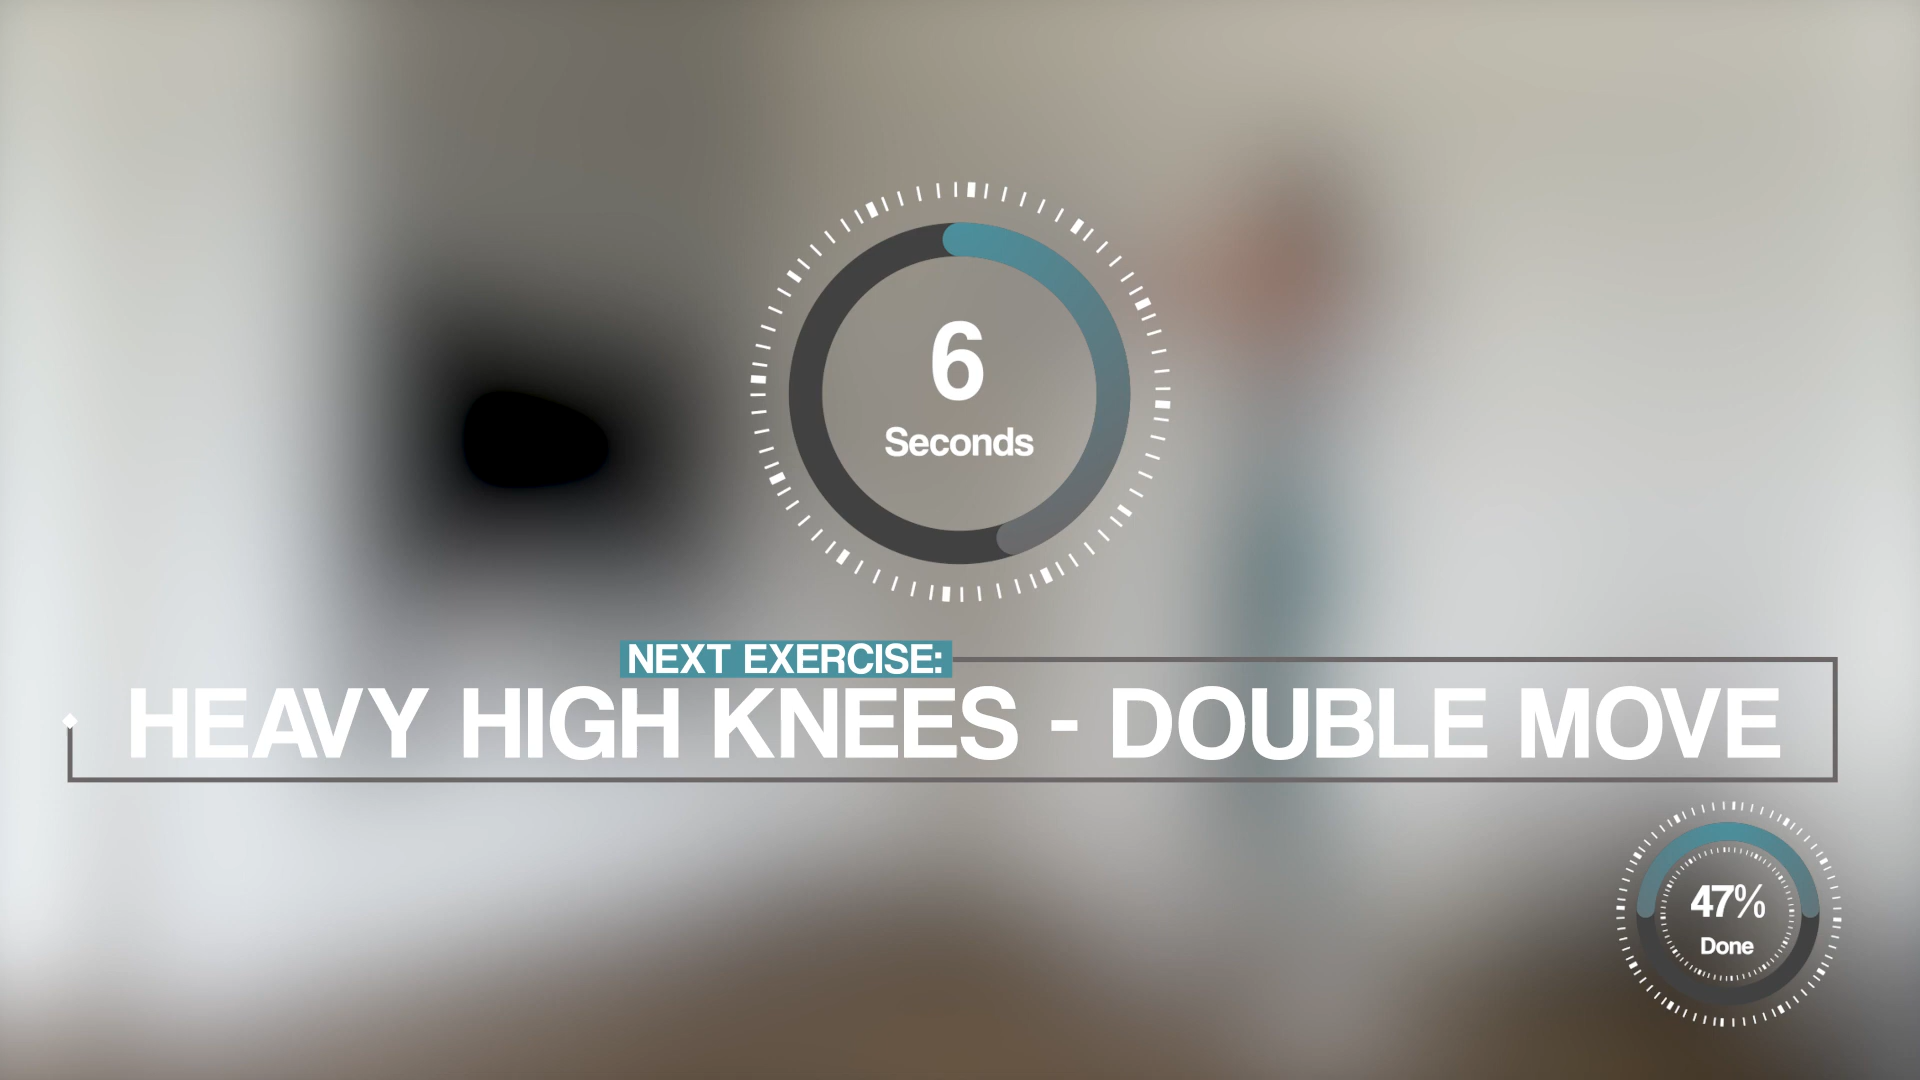 6
Seconds
NEXT EXERCISE:
HEAVY HIGH KNEES - DOUBLE MOVE
47%
Done